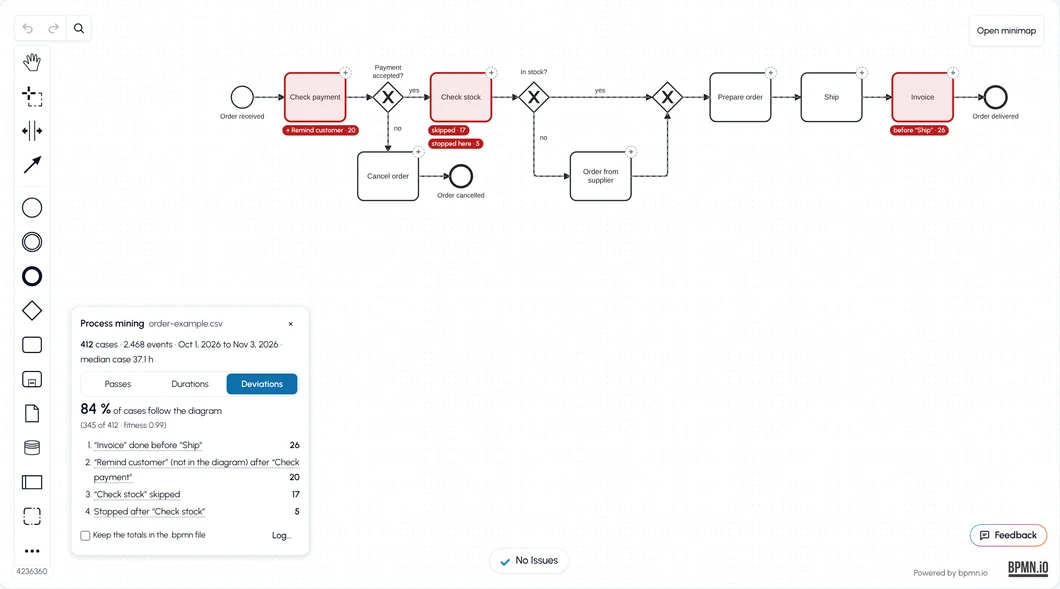 Open minimap
Payment
accepted?
In stock?
Check payment
yes
Check stock
yes
Prepare order
Ship
Invoice
Order received
Order delivered
+ Remind customer · 20
skipped · 17
before "Ship" · 26
no
stopped here · 5
no
Cancel order
Order from
supplier
Order cancelled
Process mining order-example.csv
×
412 cases · 2,468 events · Oct 1, 2026 to Nov 3, 2026 ·
median case 37.1 h
Passes Durations Deviations
84 % of cases follow the diagram
(345 of 412 · fitness 0.99)
1. “Invoice” done before “Ship” 26
2. “Remind customer” (not in the diagram) after “Check
payment” 20
3. “Check stock” skipped 17
4. Stopped after “Check stock” 5
Keep the totals in the .bpmn file Log...
Feedback
No Issues
4236360
Powered by bpmn.io
BPMN.iO